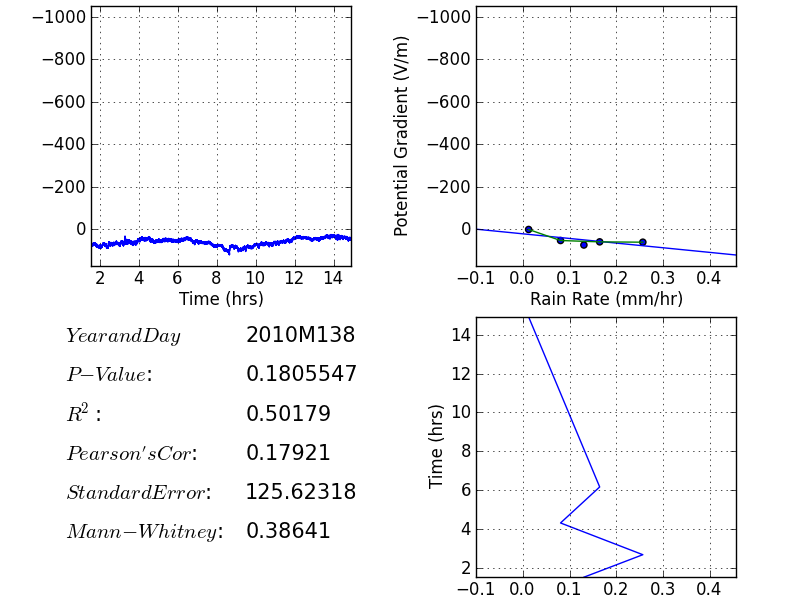 −1000
−800
−600
−400
−200
0
2 4 6 8 10 12 14
Time (hrs)
Potential Gradient (V/m)
−1000
−800
−600
−400
−200
0
−0.1 0.0 0.1 0.2 0.3 0.4
Rain Rate (mm/hr)
YearandDay 2010M138
P−Value: 0.1805547
R²: 0.50179
Pearson'sCor: 0.17921
StandardError: 125.62318
Mann−Whitney: 0.38641
Time (hrs)
14
12
10
8
6
4
2
−0.1 0.0 0.1 0.2 0.3 0.4